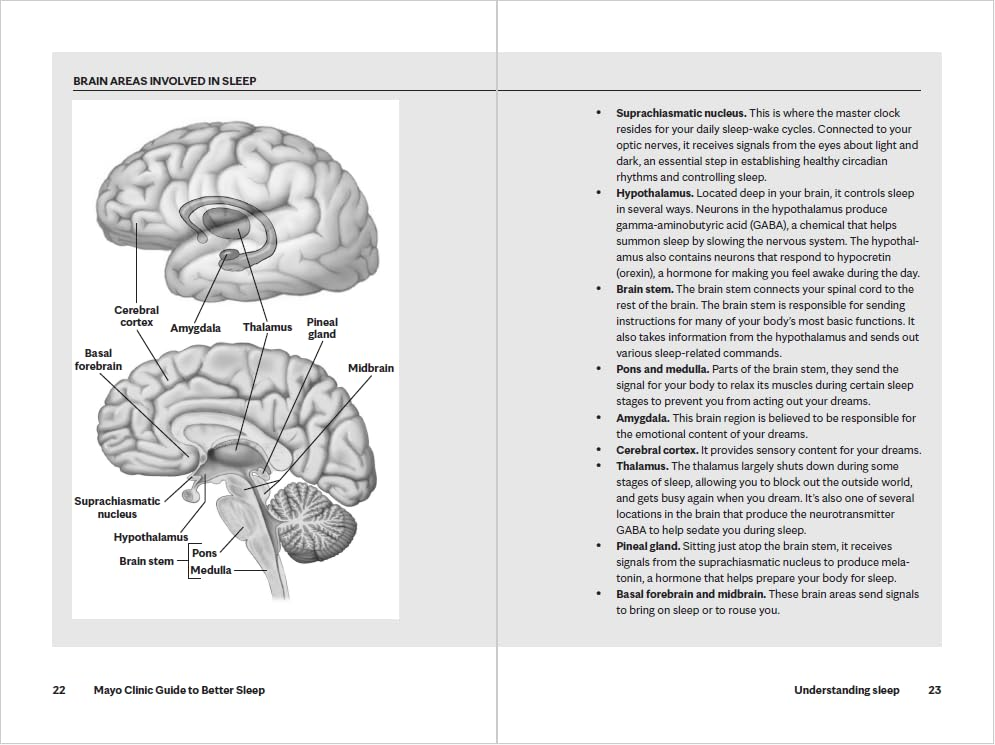 BRAIN AREAS INVOLVED IN SLEEP
Cerebral
cortex
Amygdala
Thalamus
Pineal
gland
Basal
forebrain
Midbrain
Suprachiasmatic
nucleus
Hypothalamus
Brain stem
Pons
Medulla
22 Mayo Clinic Guide to Better Sleep
• Suprachiasmatic nucleus. This is where the master clock
resides for your daily sleep-wake cycles. Connected to your
optic nerves, it receives signals from the eyes about light and
dark, an essential step in establishing healthy circadian
rhythms and controlling sleep.
• Hypothalamus. Located deep in your brain, it controls sleep
in several ways. Neurons in the hypothalamus produce
gamma-aminobutyric acid (GABA), a chemical that helps
summon sleep by slowing the nervous system. The hypothal-
amus also contains neurons that respond to hypocretin
(orexin), a hormone for making you feel awake during the day.
• Brain stem. The brain stem connects your spinal cord to the
rest of the brain. The brain stem is responsible for sending
instructions for many of your body's most basic functions. It
also takes information from the hypothalamus and sends out
various sleep-related commands.
• Pons and medulla. Parts of the brain stem, they send the
signal for your body to relax its muscles during certain sleep
stages to prevent you from acting out your dreams.
• Amygdala. This brain region is believed to be responsible for
the emotional content of your dreams.
• Cerebral cortex. It provides sensory content for your dreams.
• Thalamus. The thalamus largely shuts down during some
stages of sleep, allowing you to block out the outside world,
and gets busy again when you dream. It's also one of several
locations in the brain that produce the neurotransmitter
GABA to help sedate you during sleep.
• Pineal gland. Sitting just atop the brain stem, it receives
signals from the suprachiasmatic nucleus to produce mela-
tonin, a hormone that helps prepare your body for sleep.
• Basal forebrain and midbrain. These brain areas send signals
to bring on sleep or to rouse you.
Understanding sleep 23